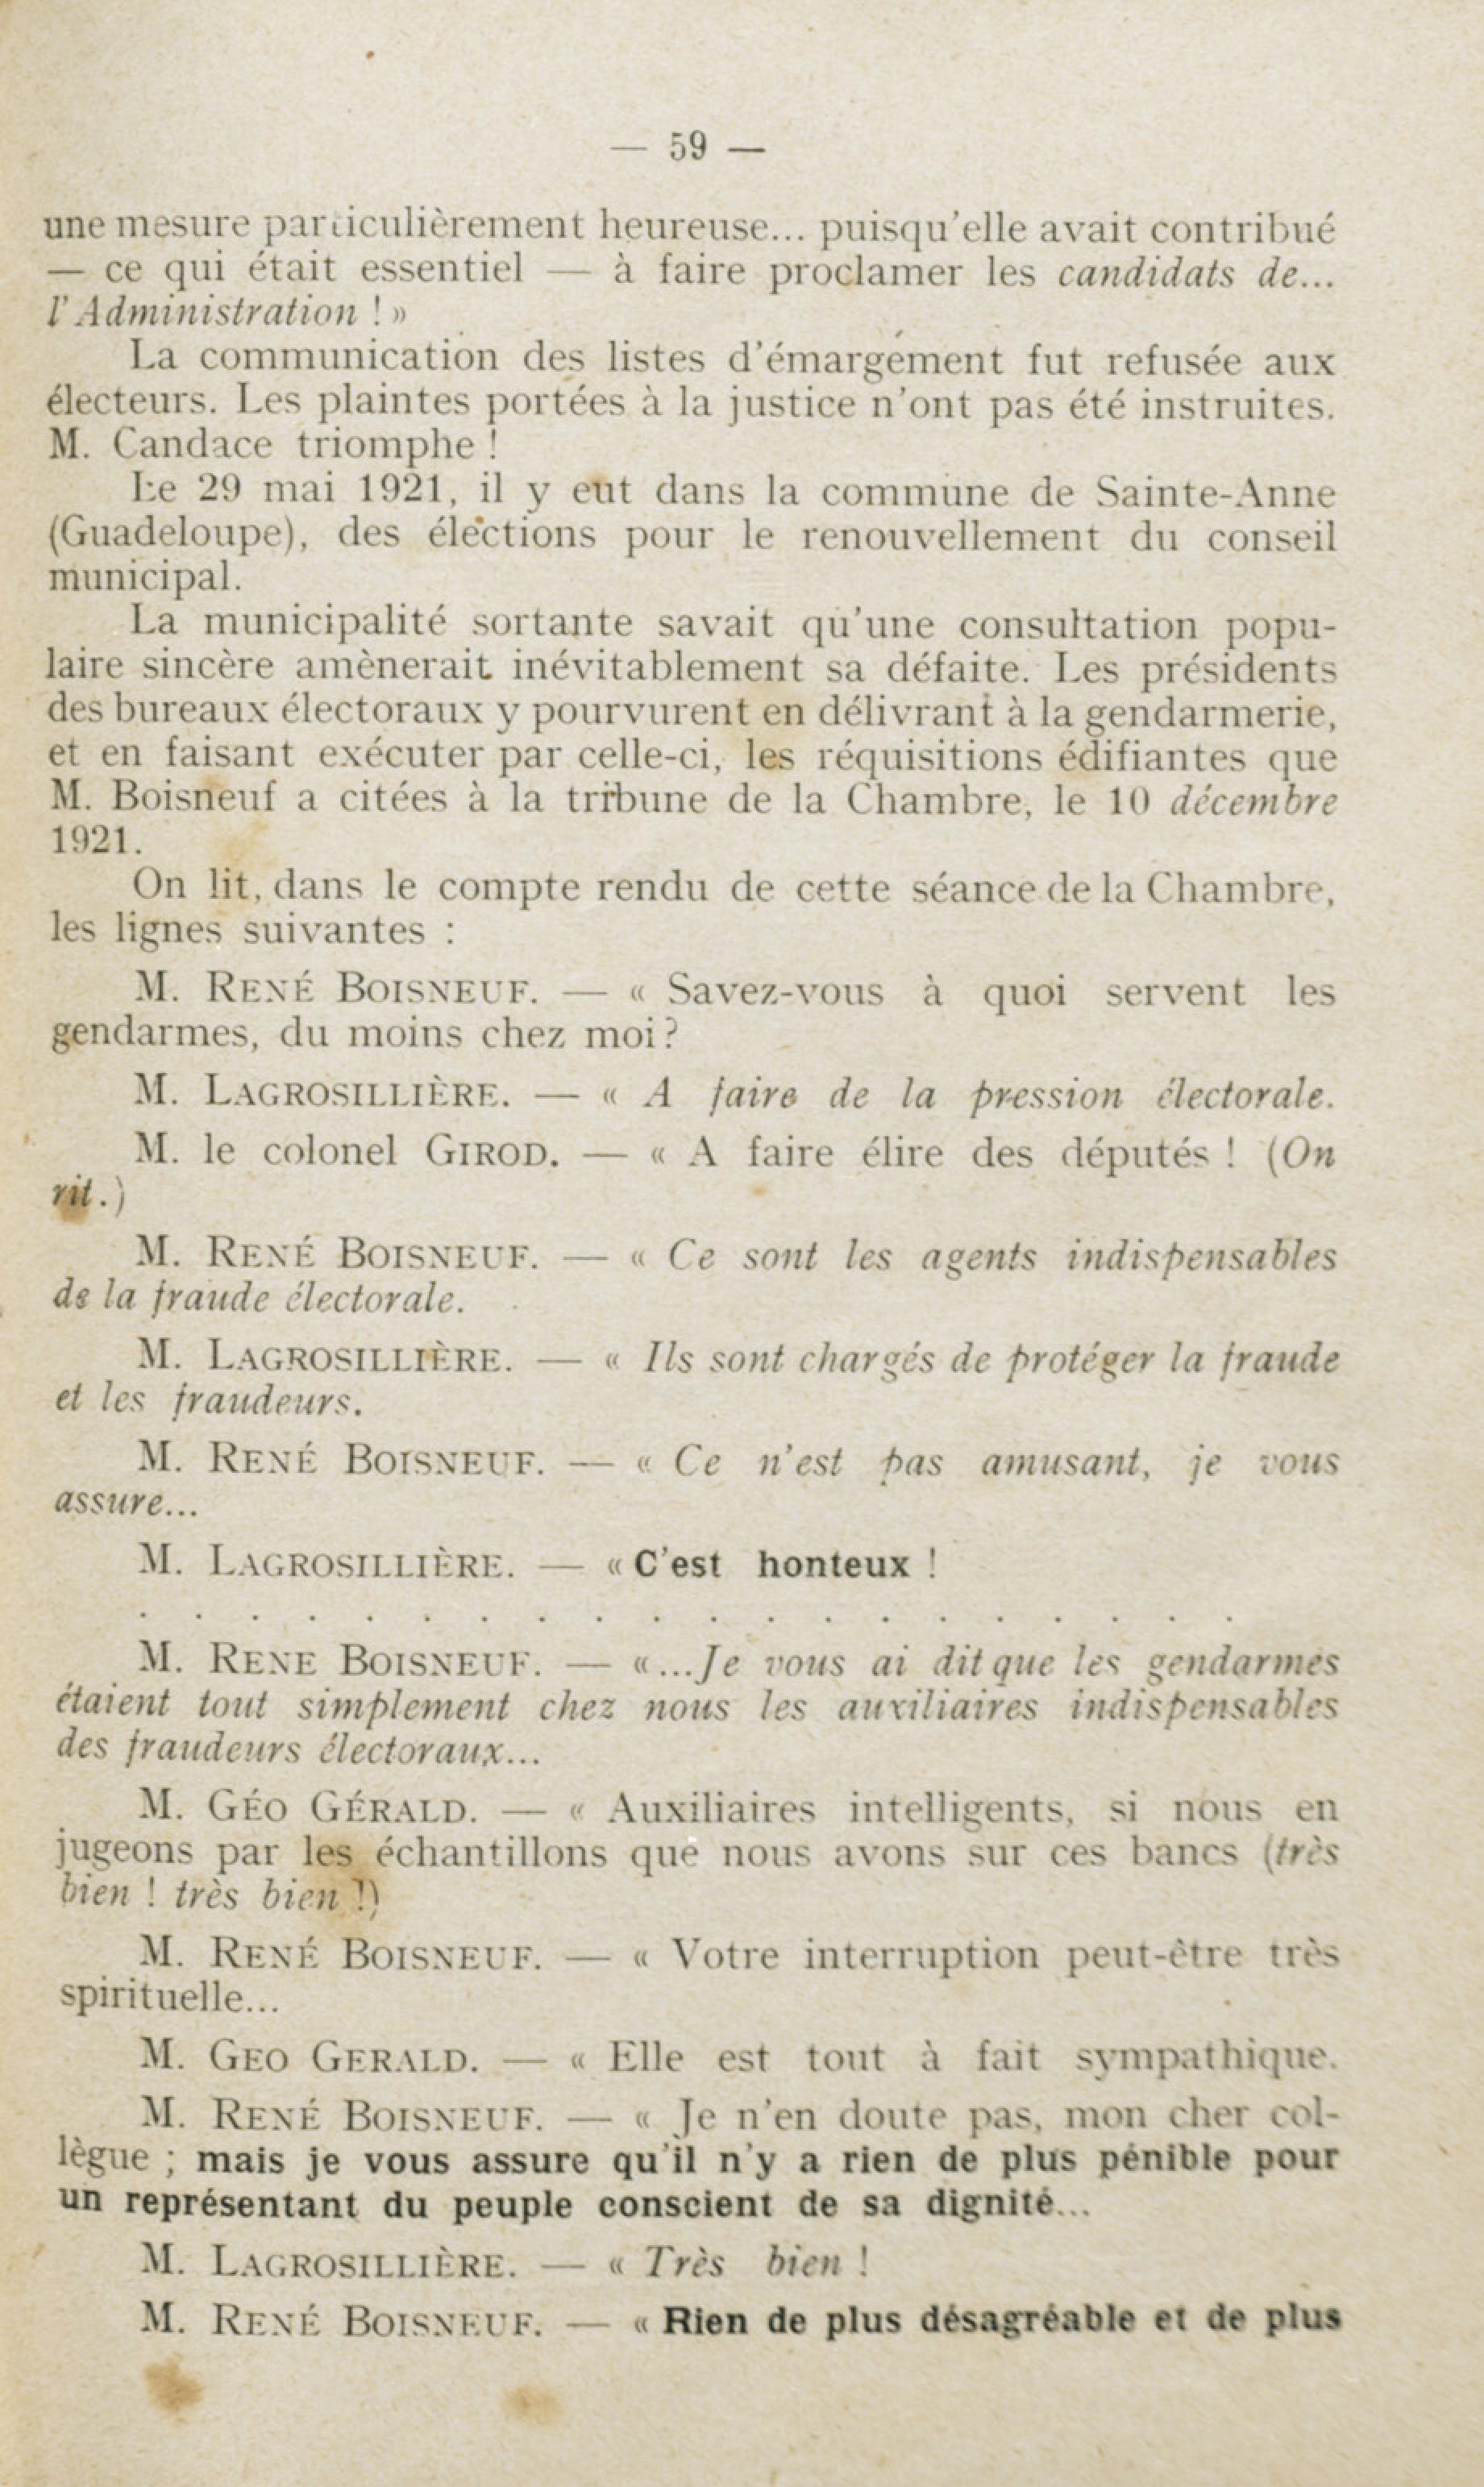 — 59 —
une mesure particulièrement heureuse... puisqu'elle avait contribué
— ce qui était essentiel — à faire proclamer les candidats de...
l'Administration ! »
La communication des listes d'émargement fut refusée aux
électeurs. Les plaintes portées à la justice n'ont pas été instruites.
M. Candace triomphe !
Le 29 mai 1921, il y eut dans la commune de Sainte-Anne
(Guadeloupe), des élections pour le renouvellement du conseil
municipal.
La municipalité sortante savait qu'une consultation popu-
laire sincère amènerait inévitablement sa défaite. Les présidents
des bureaux électoraux y pourvurent en délivrant à la gendarmerie,
et en faisant exécuter par celle-ci, les réquisitions édifiantes que
M. Boisneuf a citées à la tribune de la Chambre, le 10 décembre
1921.
On lit, dans le compte rendu de cette séance de la Chambre,
les lignes suivantes :
M. RENÉ BOISNEUF. — « Savez-vous à quoi servent les
gendarmes, du moins chez moi ?
M. LAGROSILLIÈRE. — « A faire de la pression électorale.
M. le colonel GIROD. — « A faire élire des députés ! (On
rit.)
M. RENÉ BOISNEUF. — « Ce sont les agents indispensables
de la fraude électorale.
M. LAGROSILLIÈRE. — « Ils sont chargés de protéger la fraude
et les fraudeurs.
M. RENÉ BOISNEUF. — « Ce n'est pas amusant, je vous
assure...
M. LAGROSILLIÈRE. — « C'est honteux !
. . . . . . . . . . . . . . . . . . . .
M. RENE BOISNEUF. — «...Je vous ai dit que les gendarmes
étaient tout simplement chez nous les auxiliaires indispensables
des fraudeurs électoraux...
M. GÉO GÉRALD. — « Auxiliaires intelligents, si nous en
jugeons par les échantillons que nous avons sur ces bancs (très
bien ! très bien !)
M. RENÉ BOISNEUF. — « Votre interruption peut-être très
spirituelle...
M. GEO GERALD. — « Elle est tout à fait sympathique.
M. RENÉ BOISNEUF. — « Je n'en doute pas, mon cher col-
lègue ; mais je vous assure qu'il n'y a rien de plus pénible pour
un représentant du peuple conscient de sa dignité...
M. LAGROSILLIÈRE. — « Très bien !
M. RENÉ BOISNEUF. — « Rien de plus désagréable et de plus